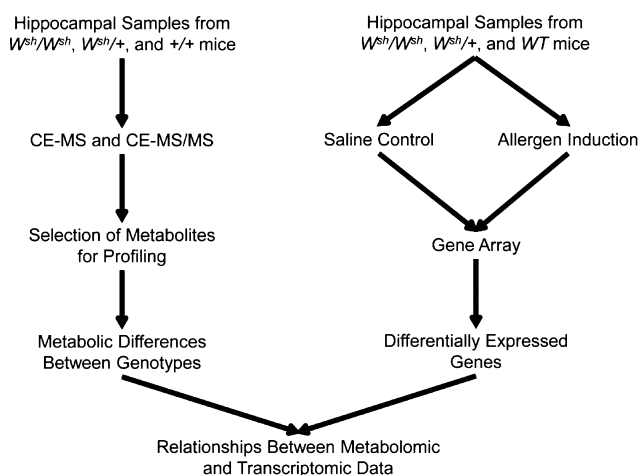 Hippocampal Samples from
Wsh/Wsh, Wsh/+, and +/+ mice
CE-MS and CE-MS/MS
Selection of Metabolites
for Profiling
Metabolic Differences
Between Genotypes
Hippocampal Samples from
Wsh/Wsh, Wsh/+, and WT mice
Saline Control
Allergen Induction
Gene Array
Differentially Expressed
Genes
Relationships Between Metabolomic
and Transcriptomic Data